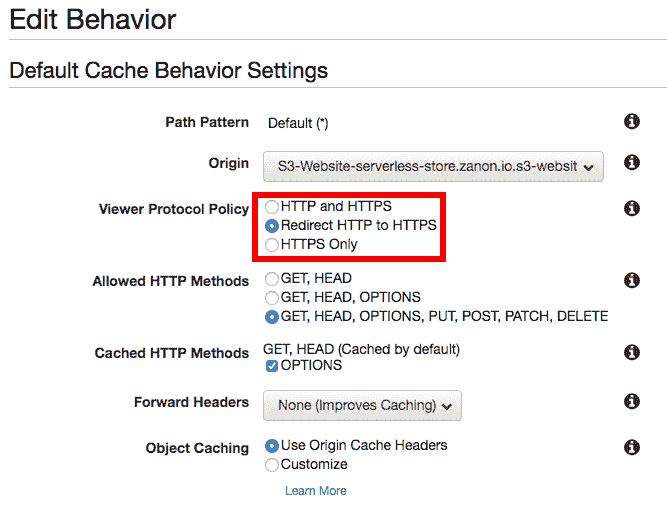 Edit Behavior
Default Cache Behavior Settings
Path Pattern Default (*)
Origin S3-Website-serverless-store.zanon.io.s3-websit
Viewer Protocol Policy HTTP and HTTPS
Redirect HTTP to HTTPS
HTTPS Only
Allowed HTTP Methods GET, HEAD
GET, HEAD, OPTIONS
GET, HEAD, OPTIONS, PUT, POST, PATCH, DELETE
Cached HTTP Methods GET, HEAD (Cached by default)
OPTIONS
Forward Headers None (Improves Caching)
Object Caching Use Origin Cache Headers
Customize
Learn More